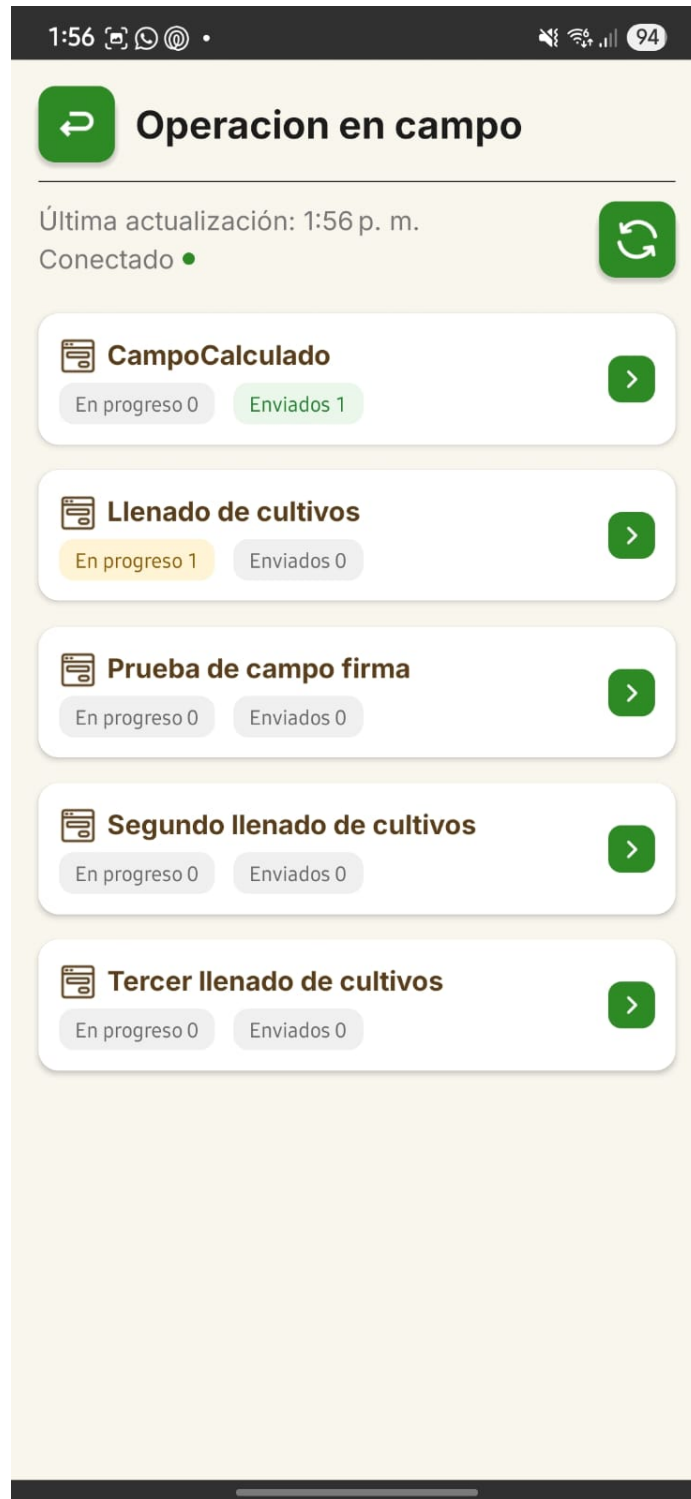 1:56
94
Operacion en campo
Última actualización: 1:56 p. m.
Conectado
CampoCalculado
En progreso 0 Enviados 1
Llenado de cultivos
En progreso 1 Enviados 0
Prueba de campo firma
En progreso 0 Enviados 0
Segundo llenado de cultivos
En progreso 0 Enviados 0
Tercer llenado de cultivos
En progreso 0 Enviados 0